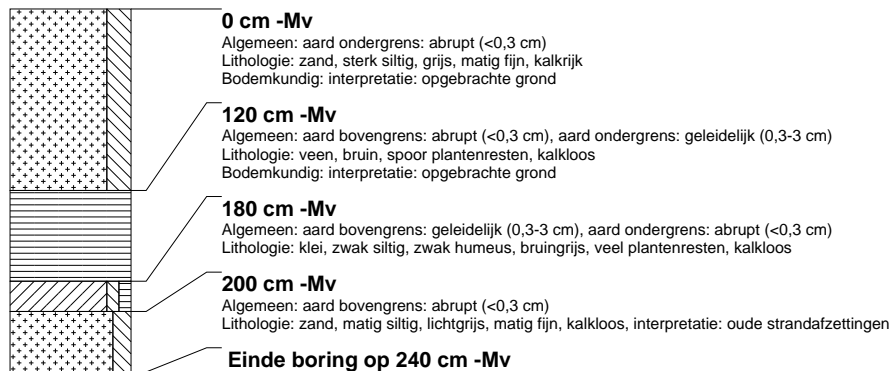 0 cm -Mv
Algemeen: aard ondergrens: abrupt (<0,3 cm)
Lithologie: zand, sterk siltig, grijs, matig fijn, kalkrijk
Bodemkundig: interpretatie: opgebrachte grond
120 cm -Mv
Algemeen: aard bovengrens: abrupt (<0,3 cm), aard ondergrens: geleidelijk (0,3-3 cm)
Lithologie: veen, bruin, spoor plantenresten, kalkloos
Bodemkundig: interpretatie: opgebrachte grond
180 cm -Mv
Algemeen: aard bovengrens: geleidelijk (0,3-3 cm), aard ondergrens: abrupt (<0,3 cm)
Lithologie: klei, zwak siltig, zwak humeus, bruingrijs, veel plantenresten, kalkloos
200 cm -Mv
Algemeen: aard bovengrens: abrupt (<0,3 cm)
Lithologie: zand, matig siltig, lichtgrijs, matig fijn, kalkloos, interpretatie: oude strandafzettingen
Einde boring op 240 cm -Mv